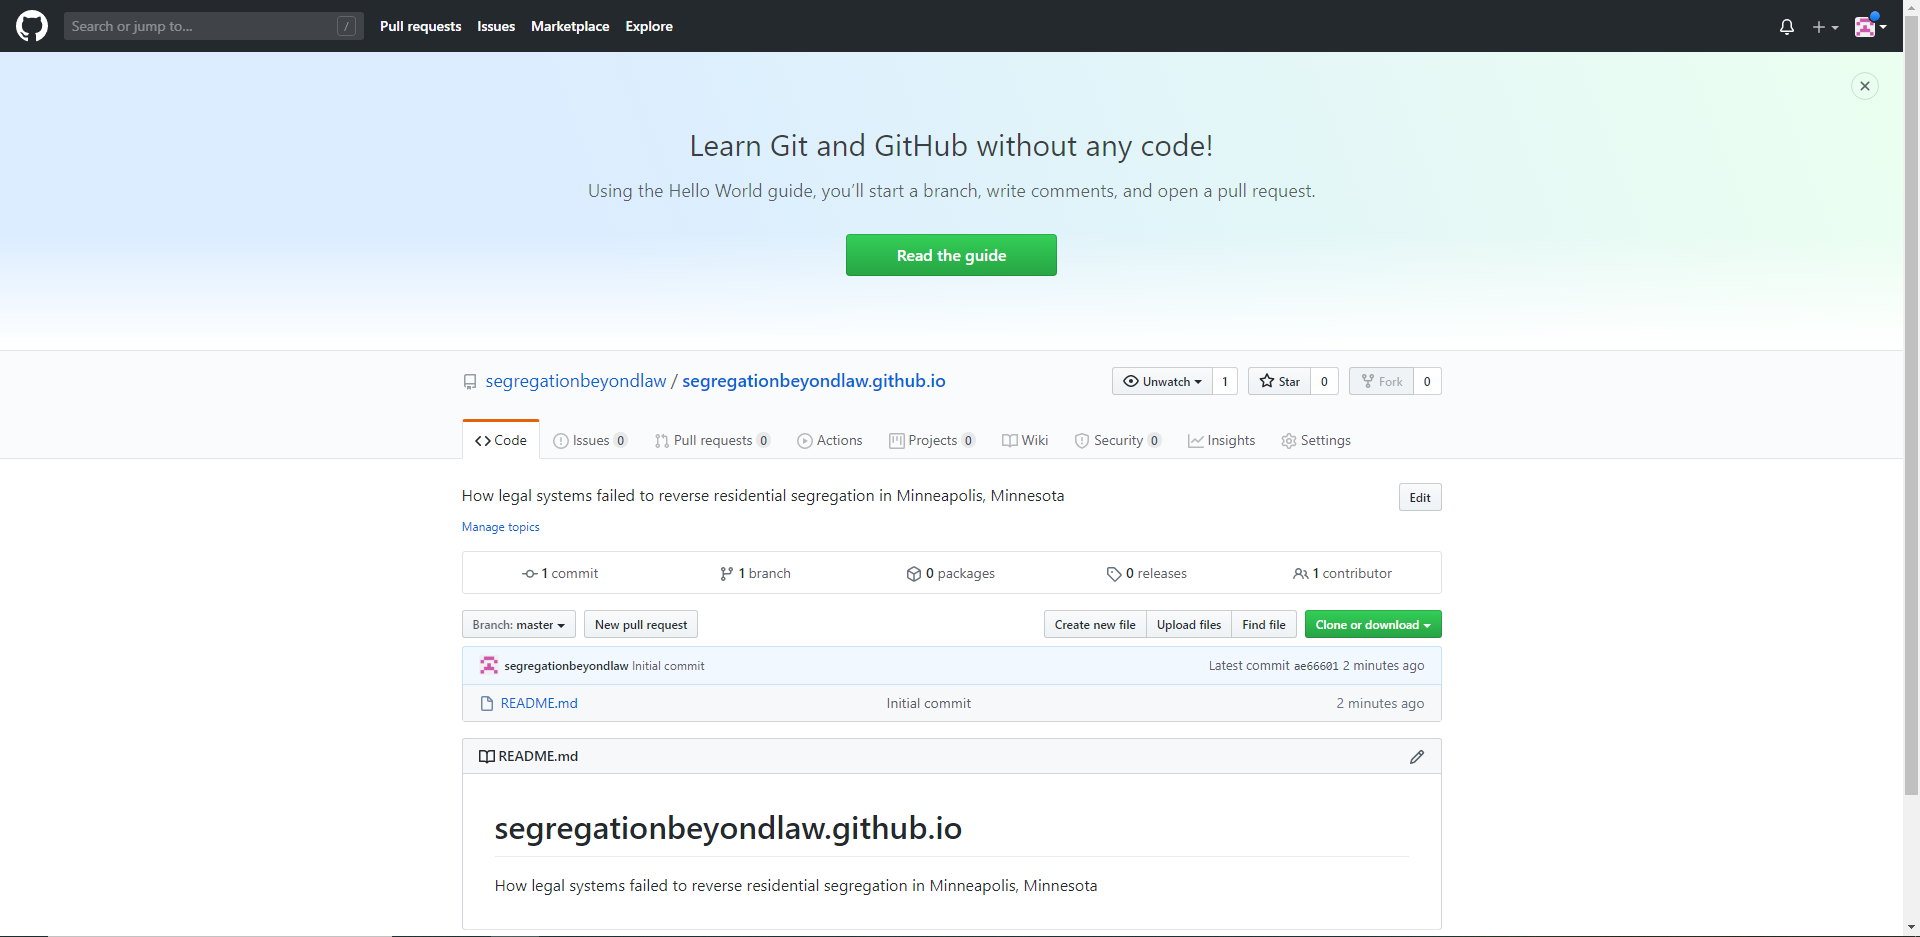 Search or jump to... / Pull requests Issues Marketplace Explore
Learn Git and GitHub without any code!
Using the Hello World guide, you’ll start a branch, write comments, and open a pull request.
Read the guide
segregationbeyondlaw / segregationbeyondlaw.github.io Unwatch 1 Star 0 Fork 0
Code Issues 0 Pull requests 0 Actions Projects 0 Wiki Security 0 Insights Settings
How legal systems failed to reverse residential segregation in Minneapolis, Minnesota Edit
Manage topics
1 commit 1 branch 0 packages 0 releases 1 contributor
Branch: master New pull request Create new file Upload files Find file Clone or download
segregationbeyondlaw Initial commit Latest commit ae66601 2 minutes ago
README.md Initial commit 2 minutes ago
README.md
segregationbeyondlaw.github.io
How legal systems failed to reverse residential segregation in Minneapolis, Minnesota